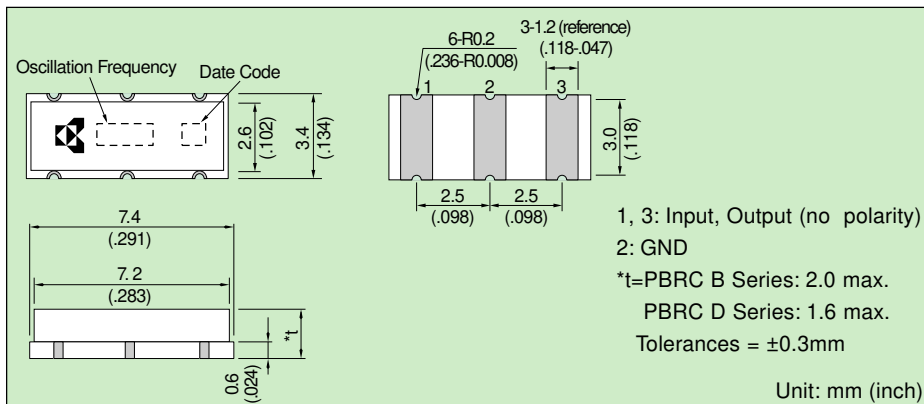 Oscillation Frequency
Date Code
2.6
(.102)
3.4
(.134)
7.4
(.291)
7.2
(.283)
*t
0.6
(.024)
6-R0.2
(.236-R0.008)
3-1.2 (reference)
(.118-.047)
1
2
3
3.0
(.118)
2.5
(.098)
2.5
(.098)
1, 3: Input, Output (no polarity)
2: GND
*t=PBRC B Series: 2.0 max.
PBRC D Series: 1.6 max.
Tolerances = ±0.3mm
Unit: mm (inch)